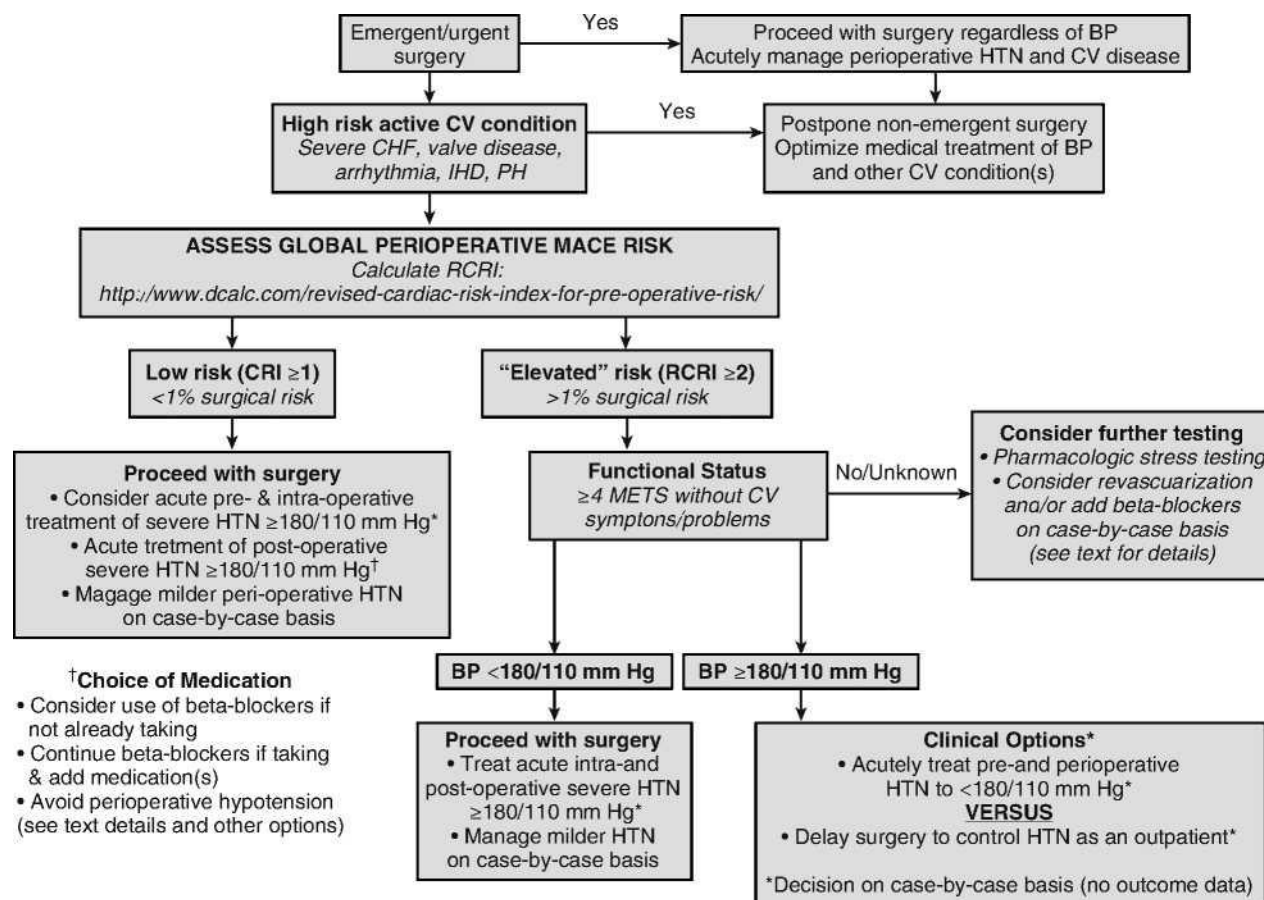 Emergent/urgent
surgery
Yes
Proceed with surgery regardless of BP
Acutely manage perioperative HTN and CV disease
High risk active CV condition
Severe CHF, valve disease,
arrhythmia, IHD, PH
Yes
Postpone non-emergent surgery
Optimize medical treatment of BP
and other CV condition(s)
ASSESS GLOBAL PERIOPERATIVE MACE RISK
Calculate RCRI:
http://www.dcalc.com/revised-cardiac-risk-index-for-pre-operative-risk/
Low risk (CRI ≥1)
<1% surgical risk
“Elevated” risk (RCRI ≥2)
>1% surgical risk
Proceed with surgery
• Consider acute pre- & intra-operative
treatment of severe HTN ≥180/110 mm Hg*
• Acute tretment of post-operative
severe HTN ≥180/110 mm Hg†
• Magage milder peri-operative HTN
on case-by-case basis
Functional Status
≥4 METS without CV
symptons/problems
No/Unknown
Consider further testing
• Pharmacologic stress testing
• Consider revascuarization
and/or add beta-blockers
on case-by-case basis
(see text for details)
BP <180/110 mm Hg
BP ≥180/110 mm Hg
†Choice of Medication
• Consider use of beta-blockers if
not already taking
• Continue beta-blockers if taking
& add medication(s)
• Avoid perioperative hypotension
(see text details and other options)
Proceed with surgery
• Treat acute intra-and
post-operative severe HTN
≥180/110 mm Hg*
• Manage milder HTN
on case-by-case basis
Clinical Options*
• Acutely treat pre-and perioperative
HTN to <180/110 mm Hg*
VERSUS
• Delay surgery to control HTN as an outpatient*
*Decision on case-by-case basis (no outcome data)